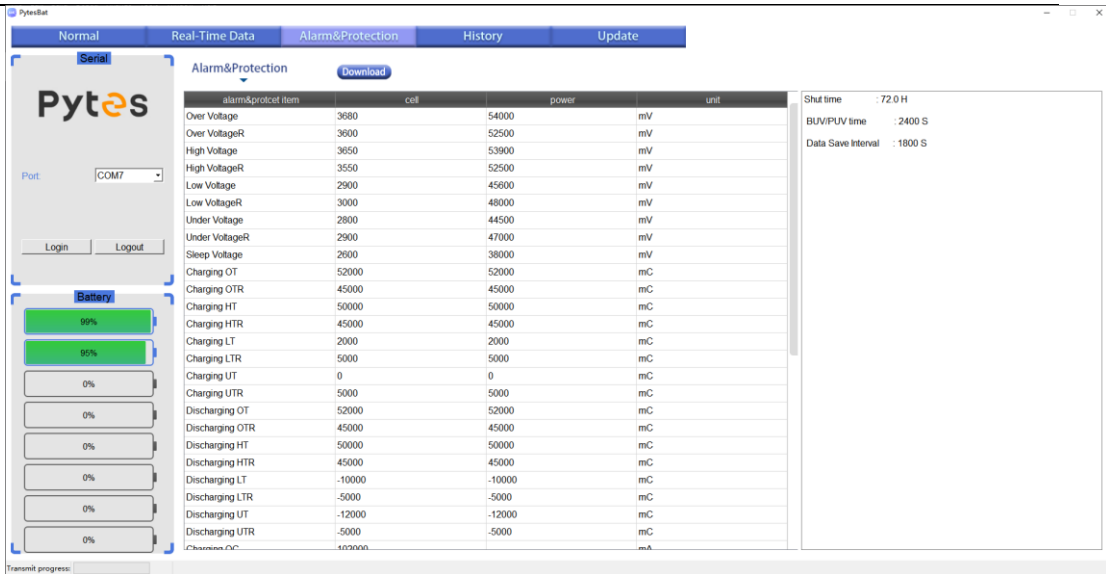 PytesBat
Normal Real-Time Data Alarm&Protection History Update
Serial
Pytes
Port: COM7
Login Logout
Battery
99%
95%
0%
0%
0%
0%
0%
0%
Alarm&Protection Download
alarm&protcet item cell power unit
Over Voltage 3680 54000 mV
Over VoltageR 3600 52500 mV
High Voltage 3650 53900 mV
High VoltageR 3550 52500 mV
Low Voltage 2900 45600 mV
Low VoltageR 3000 48000 mV
Under Voltage 2800 44500 mV
Under VoltageR 2900 47000 mV
Sleep Voltage 2600 38000 mV
Charging OT 52000 52000 mC
Charging OTR 45000 45000 mC
Charging HT 50000 50000 mC
Charging HTR 45000 45000 mC
Charging LT 2000 2000 mC
Charging LTR 5000 5000 mC
Charging UT 0 0 mC
Charging UTR 5000 5000 mC
Discharging OT 52000 52000 mC
Discharging OTR 45000 45000 mC
Discharging HT 50000 50000 mC
Discharging HTR 45000 45000 mC
Discharging LT -10000 -10000 mC
Discharging LTR -5000 -5000 mC
Discharging UT -12000 -12000 mC
Discharging UTR -5000 -5000 mC
Charging OC 102000 mA
Shut time : 72.0 H
BUV/PUV time : 2400 S
Data Save Interval : 1800 S
Transmit progress: